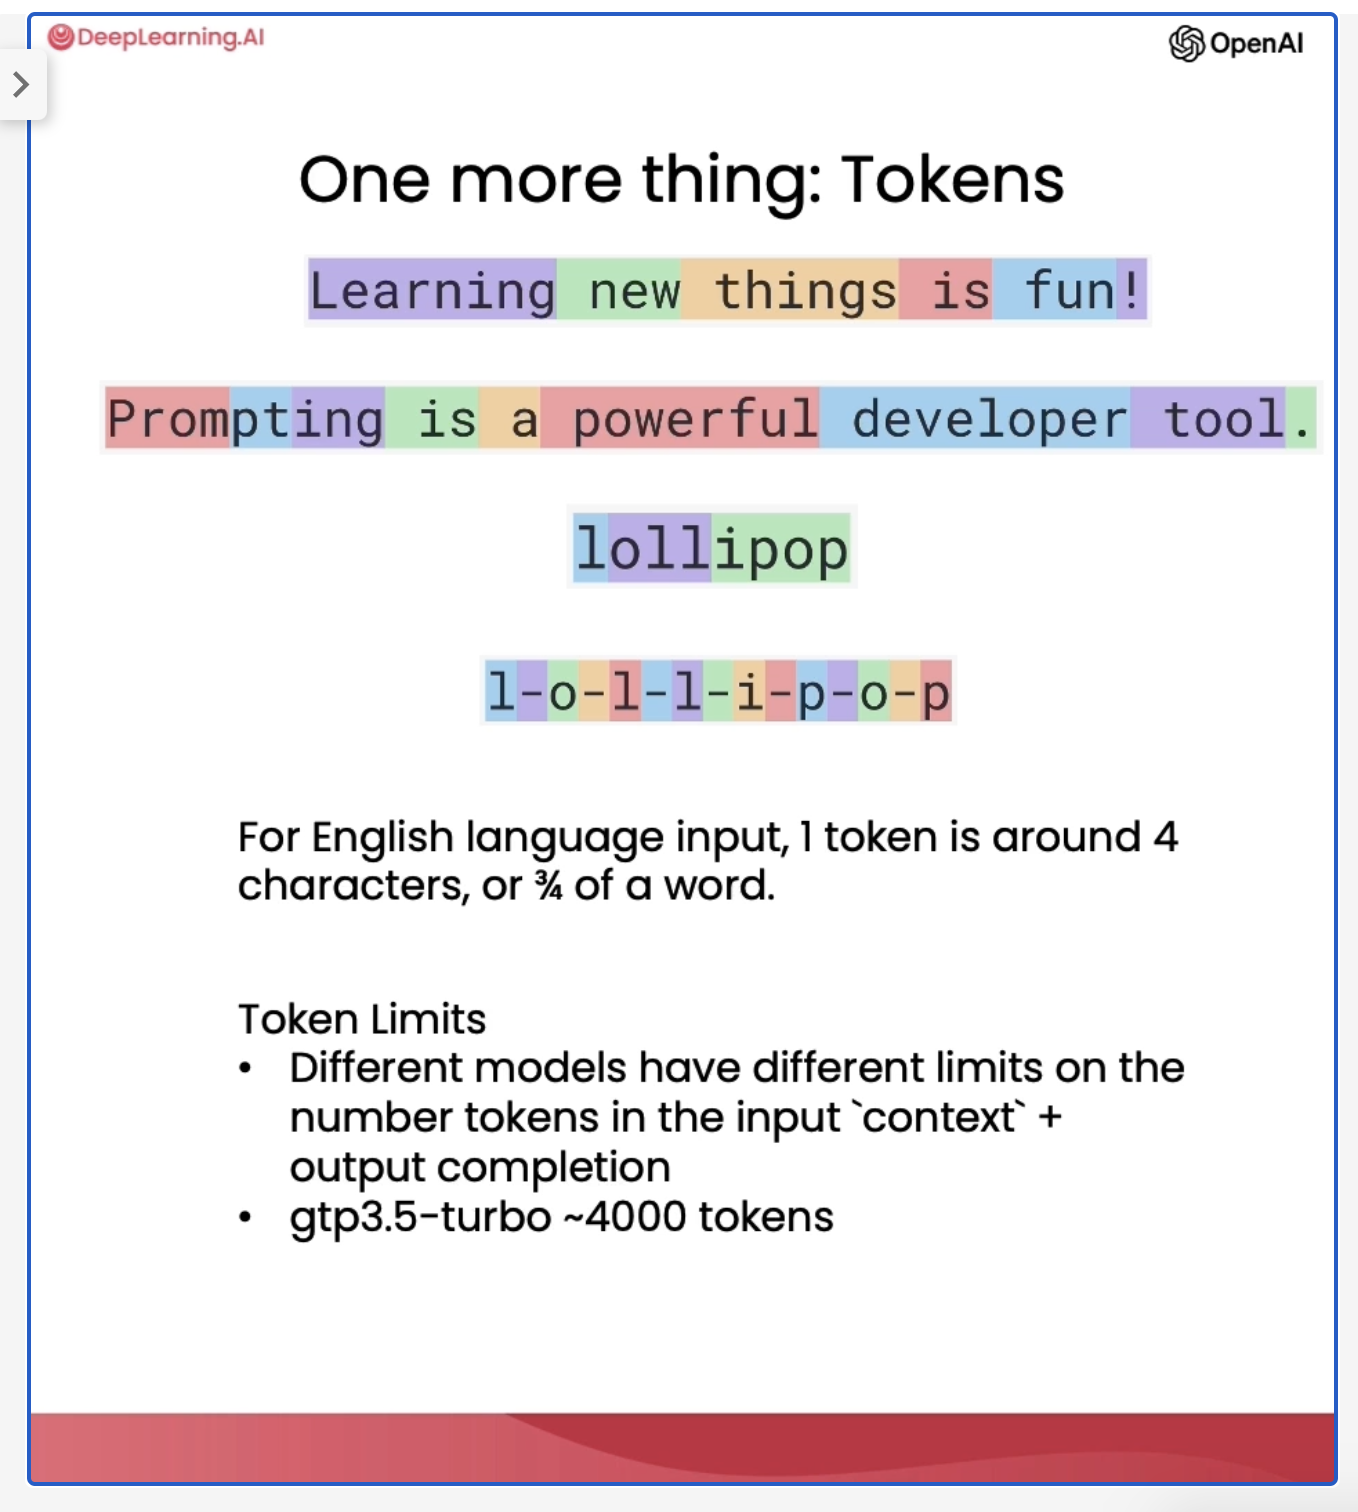 DeepLearning.AI
OpenAI
One more thing: Tokens
Learning new things is fun!
Prompting is a powerful developer tool.
lollipop
l-o-l-l-i-p-o-p
For English language input, 1 token is around 4
characters, or ¾ of a word.
Token Limits
• Different models have different limits on the
number tokens in the input `context` +
output completion
• gtp3.5-turbo ~4000 tokens